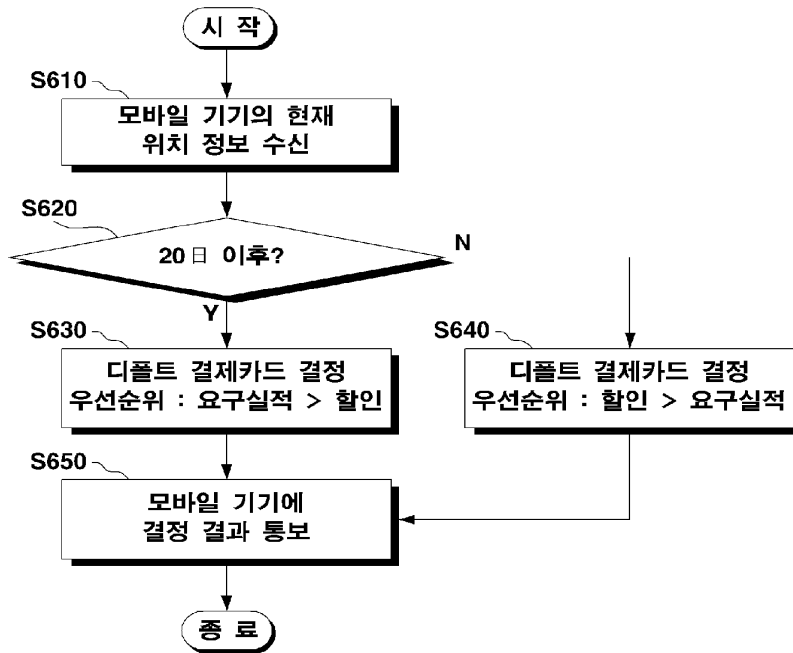 시 작
S610
모바일 기기의 현재
위치 정보 수신
S620
20日 이후?
N
Y
S630
디폴트 결제카드 결정
우선순위 : 요구실적 > 할인
S640
디폴트 결제카드 결정
우선순위 : 할인 > 요구실적
S650
모바일 기기에
결정 결과 통보
종 료